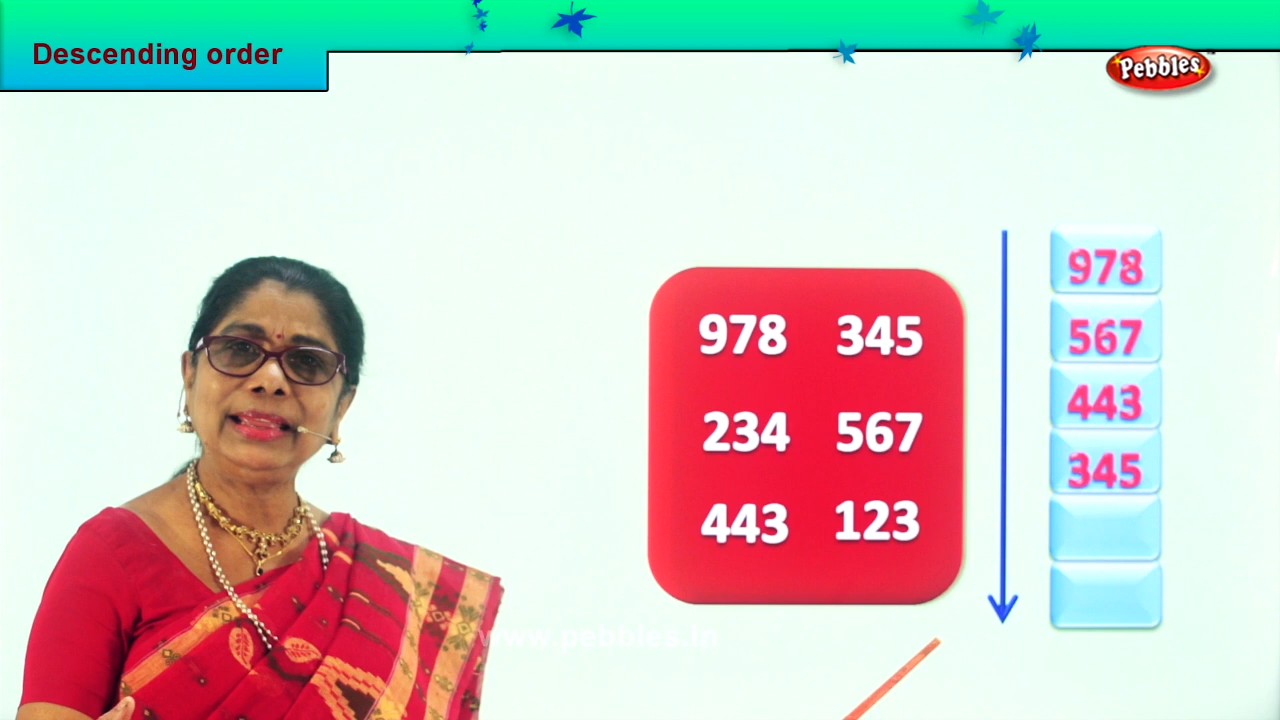 Descending order
Pebbles
978 345
234 567
443 123
978
567
443
345
www.pebbles.in